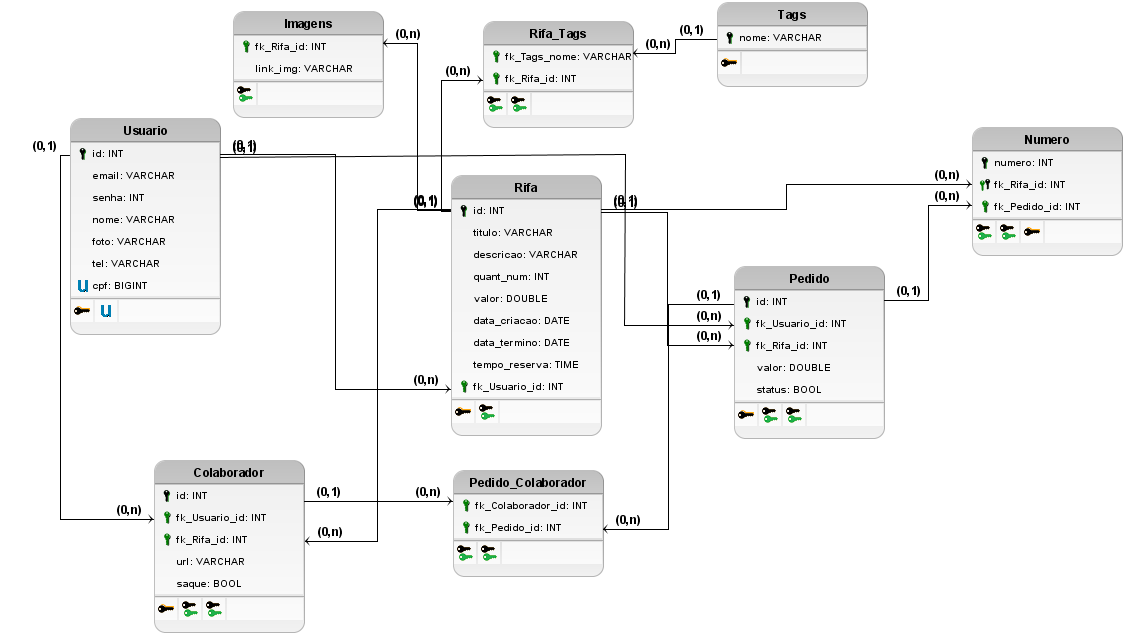 Imagens
fk_Rifa_id: INT
link_img: VARCHAR
(0,n)
Rifa_Tags
fk_Tags_nome: VARCHAR
fk_Rifa_id: INT
(0,n)
(0,n)
(0,1)
Tags
nome: VARCHAR
Usuario
id: INT
email: VARCHAR
senha: INT
nome: VARCHAR
foto: VARCHAR
tel: VARCHAR
u cpf: BIGINT
u
(0,1)
(0,1)
(0,1)
Rifa
id: INT
titulo: VARCHAR
descricao: VARCHAR
quant_num: INT
valor: DOUBLE
data_criacao: DATE
data_termino: DATE
tempo_reserva: TIME
fk_Usuario_id: INT
(0,1)
(0,1)
(0,n)
Numero
numero: INT
fk_Rifa_id: INT
fk_Pedido_id: INT
(0,n)
(0,n)
Pedido
id: INT
fk_Usuario_id: INT
fk_Rifa_id: INT
valor: DOUBLE
status: BOOL
(0,1)
(0,n)
(0,n)
(0,1)
Colaborador
id: INT
fk_Usuario_id: INT
fk_Rifa_id: INT
url: VARCHAR
saque: BOOL
(0,n)
(0,1)
(0,n)
(0,n)
Pedido_Colaborador
fk_Colaborador_id: INT
fk_Pedido_id: INT
(0,n)